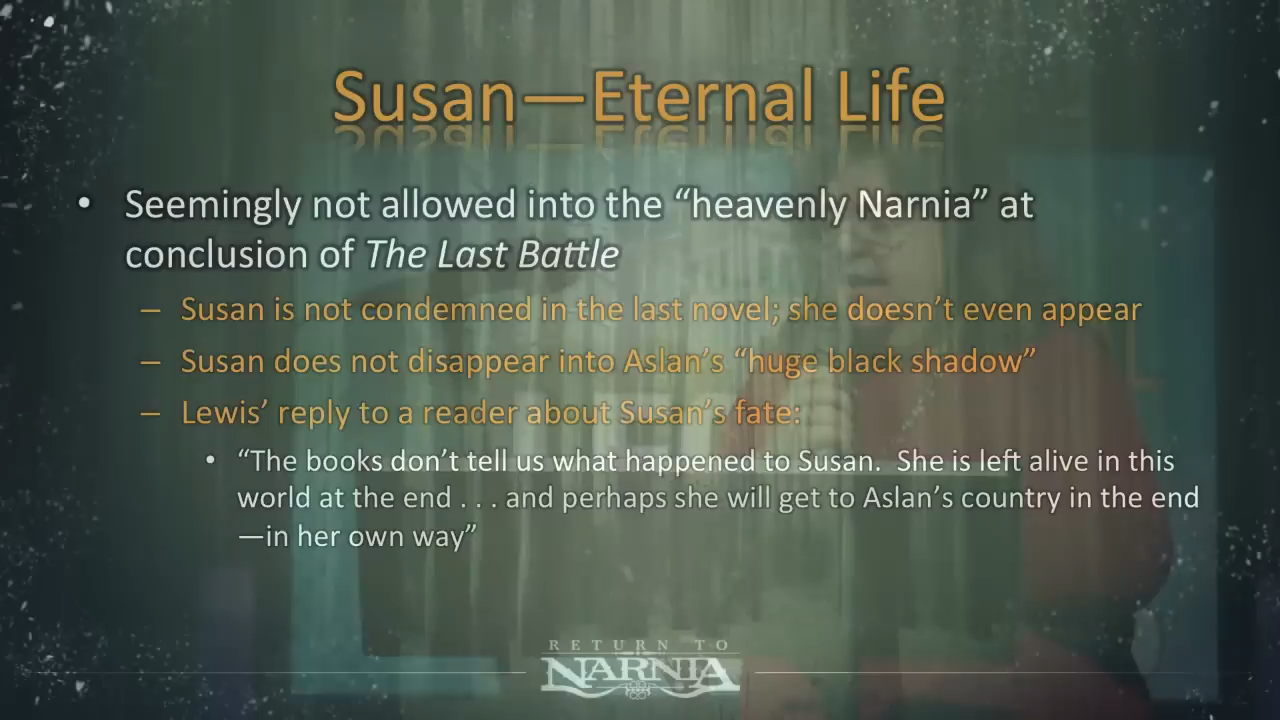 Susan—Eternal Life
• Seemingly not allowed into the “heavenly Narnia” at
conclusion of The Last Battle
– Susan is not condemned in the last novel; she doesn’t even appear
– Susan does not disappear into Aslan’s “huge black shadow”
– Lewis’ reply to a reader about Susan’s fate:
• “The books don’t tell us what happened to Susan.  She is left alive in this
world at the end . . . and perhaps she will get to Aslan’s country in the end
—in her own way”
RETURN TO
NARNIA